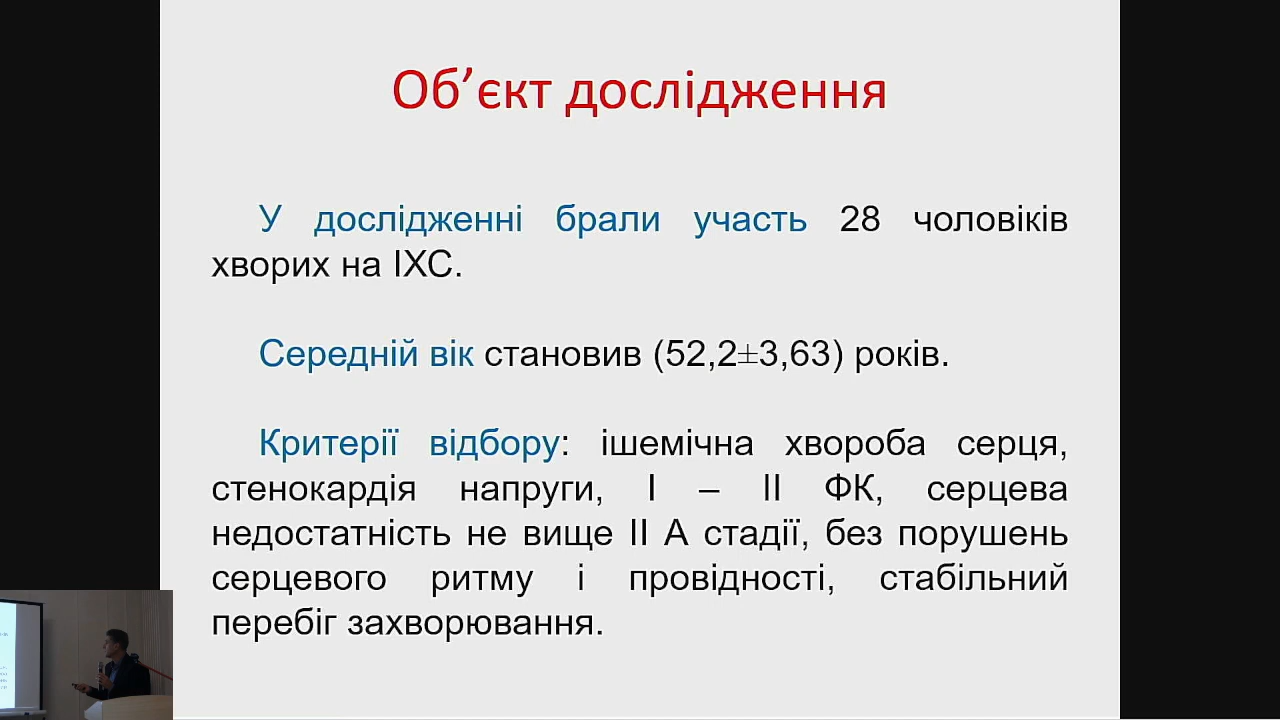 Об’єкт дослідження
У дослідженні брали участь 28 чоловіків
хворих на ІХС.
Середній вік становив (52,2±3,63) років.
Критерії відбору: ішемічна хвороба серця,
стенокардія напруги, І – ІІ ФК, серцева
недостатність не вище ІІ А стадії, без порушень
серцевого ритму і провідності, стабільний
перебіг захворювання.